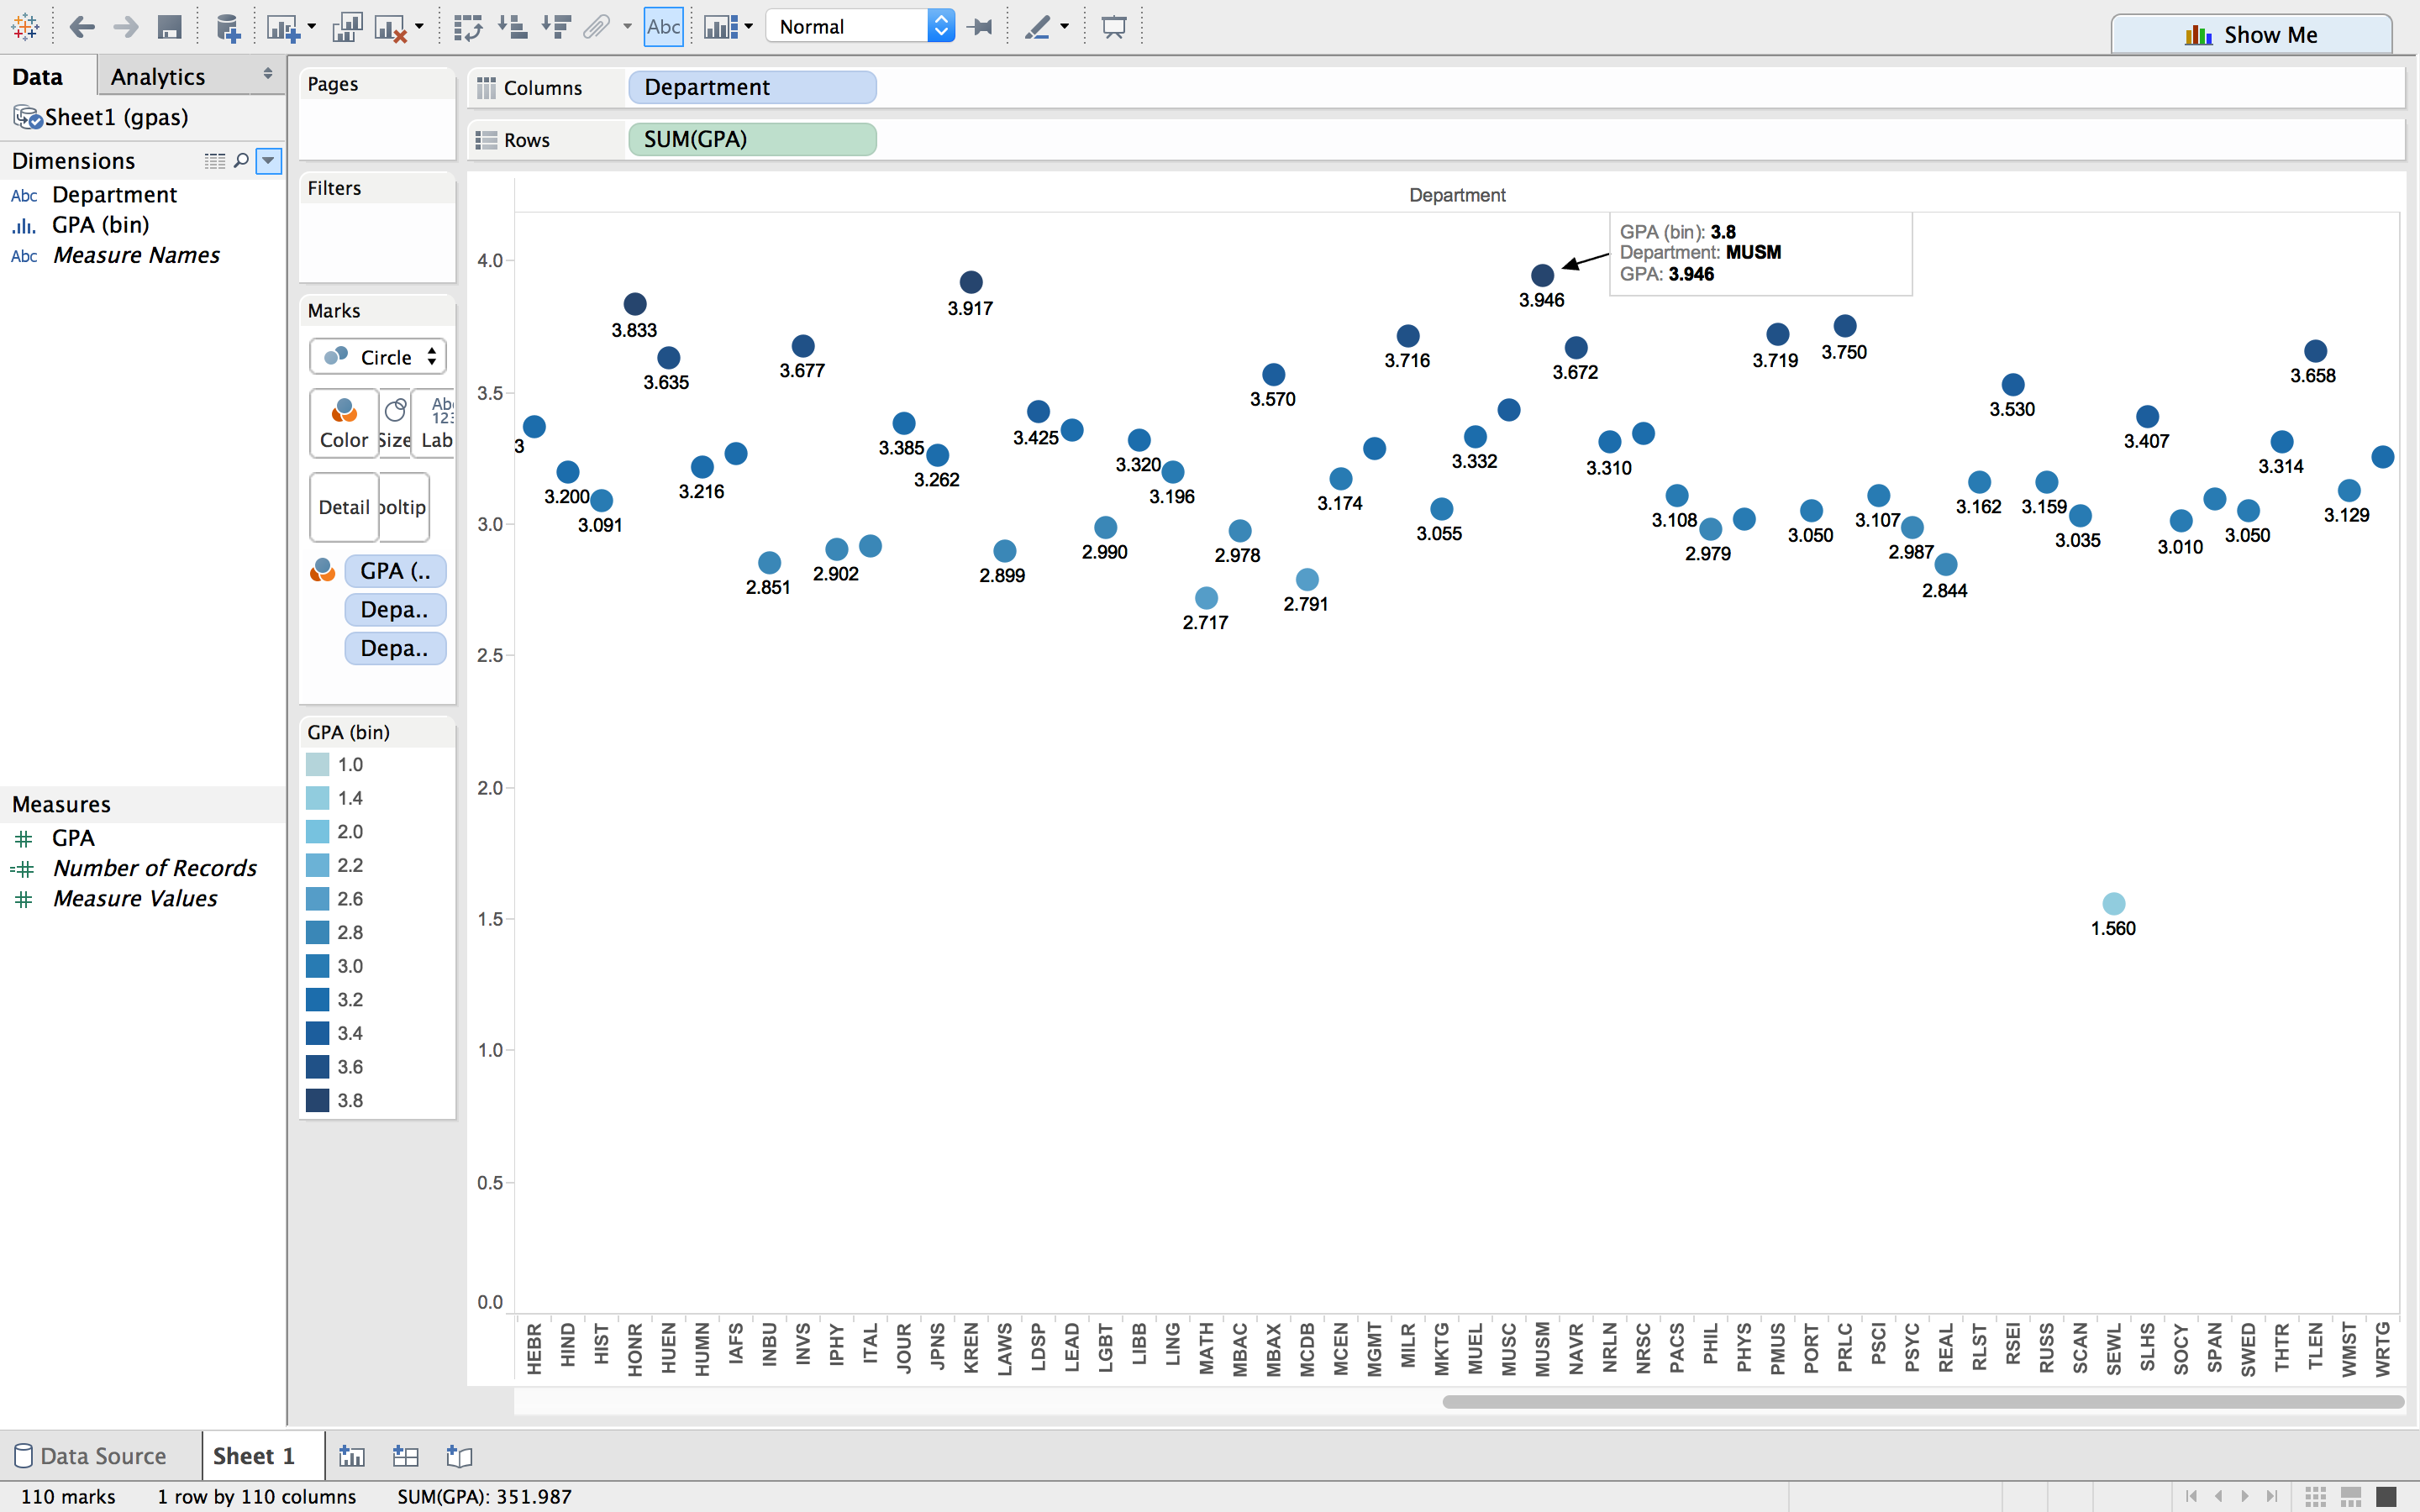 Abc
Normal
Show Me
Data
Analytics
Sheet1 (gpas)
Dimensions
Abc Department
GPA (bin)
Abc Measure Names
Measures
GPA
Number of Records
Measure Values
Pages
Filters
Marks
Circle
Color
Size
Abc
123
Lab
Detail
ooltip
GPA (..
Depa..
Depa..
GPA (bin)
1.0
1.4
2.0
2.2
2.6
2.8
3.0
3.2
3.4
3.6
3.8
Columns Department
Rows SUM(GPA)
Department
GPA (bin): 3.8
Department: MUSM
GPA: 3.946
4.0
3.5
3.0
2.5
2.0
1.5
1.0
0.5
0.0
3
3.200
3.091
3.833
3.635
3.216
2.851
3.677
2.902
3.385
3.262
3.917
2.899
3.425
2.990
3.320
3.196
2.717
2.978
3.570
2.791
3.174
3.716
3.055
3.332
3.946
3.672
3.310
3.108
2.979
3.719
3.050
3.750
3.107
2.987
2.844
3.162
3.530
3.159
3.035
1.560
3.407
3.010
3.050
3.314
3.658
3.129
HEBR
HIND
HIST
HONR
HUEN
HUMN
IAFS
INBU
INVS
IPHY
ITAL
JOUR
JPNS
KREN
LAWS
LDSP
LEAD
LGBT
LIBB
LING
MATH
MBAC
MBAX
MCDB
MCEN
MGMT
MILR
MKTG
MUEL
MUSC
MUSM
NAVR
NRLN
NRSC
PACS
PHIL
PHYS
PMUS
PORT
PRLC
PSCI
PSYC
REAL
RLST
RSEI
RUSS
SCAN
SEWL
SLHS
SOCY
SPAN
SWED
THTR
TLEN
WMST
WRTG
Data Source
Sheet 1
110 marks
1 row by 110 columns
SUM(GPA): 351.987